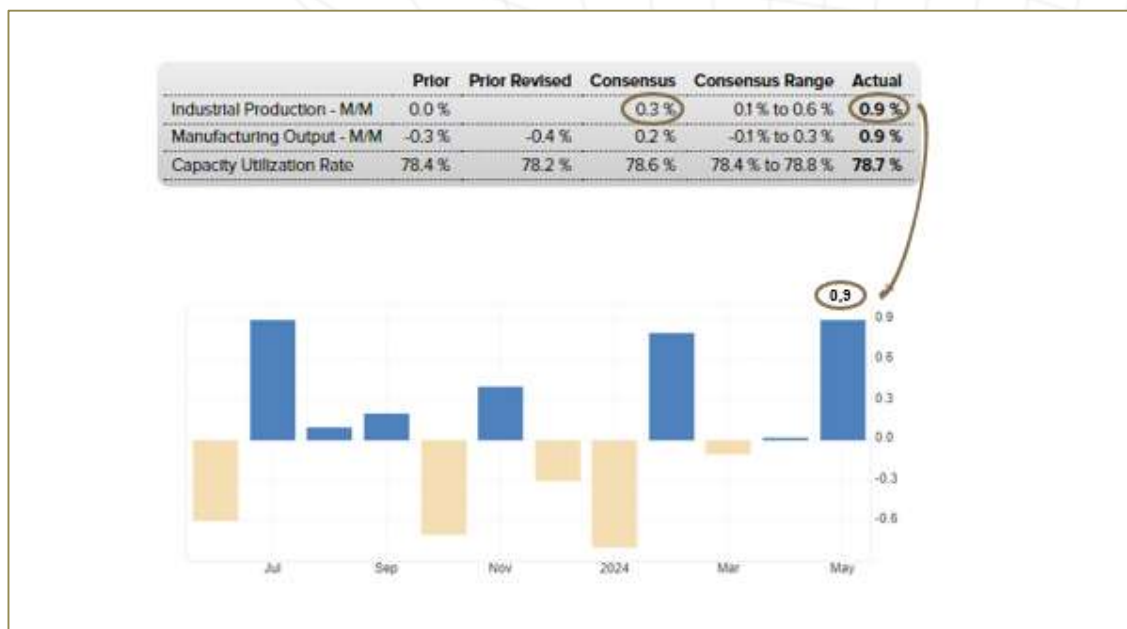 Prior Prior Revised Consensus Consensus Range Actual
Industrial Production - M/M 0.0 % 0.3 % 0.1 % to 0.6 % 0.9 %
Manufacturing Output - M/M -0.3 % -0.4 % 0.2 % -0.1 % to 0.3 % 0.9 %
Capacity Utilization Rate 78.4 % 78.2 % 78.6 % 78.4 % to 78.8 % 78.7 %
0,9
0.9
0.6
0.3
0.0
-0.3
-0.6
Jul Sep Nov 2024 Mar May